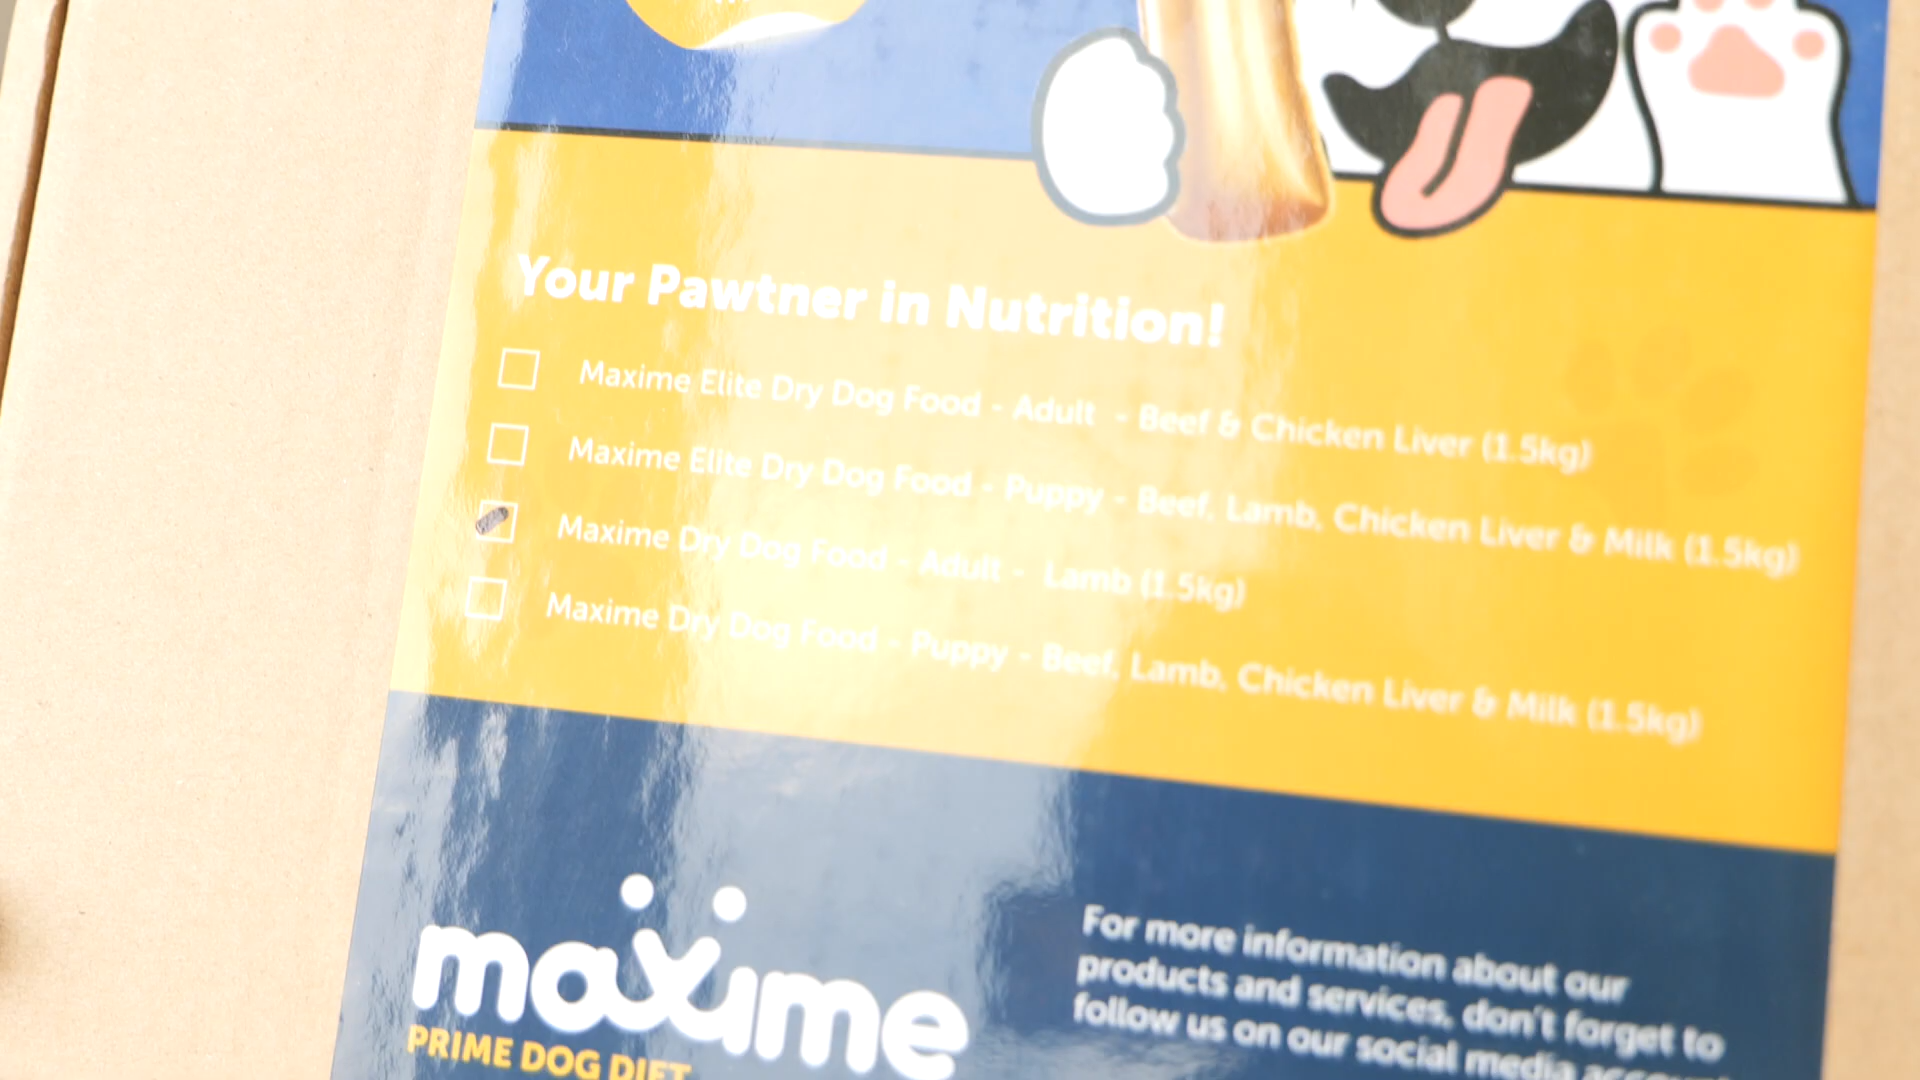 Your Pawtner in Nutrition!
Maxime Elite Dry Dog Food - Adult - Beef & Chicken Liver (1.5kg)
Maxime Elite Dry Dog Food - Puppy - Beef, Lamb, Chicken Liver & Milk (1.5kg)
Maxime Dry Dog Food - Adult - Lamb (1.5kg)
Maxime Dry Dog Food - Puppy - Beef, Lamb, Chicken Liver & Milk (1.5kg)
maxime
PRIME DOG DIET
For more information about our
products and services, don't forget to
follow us on our social media